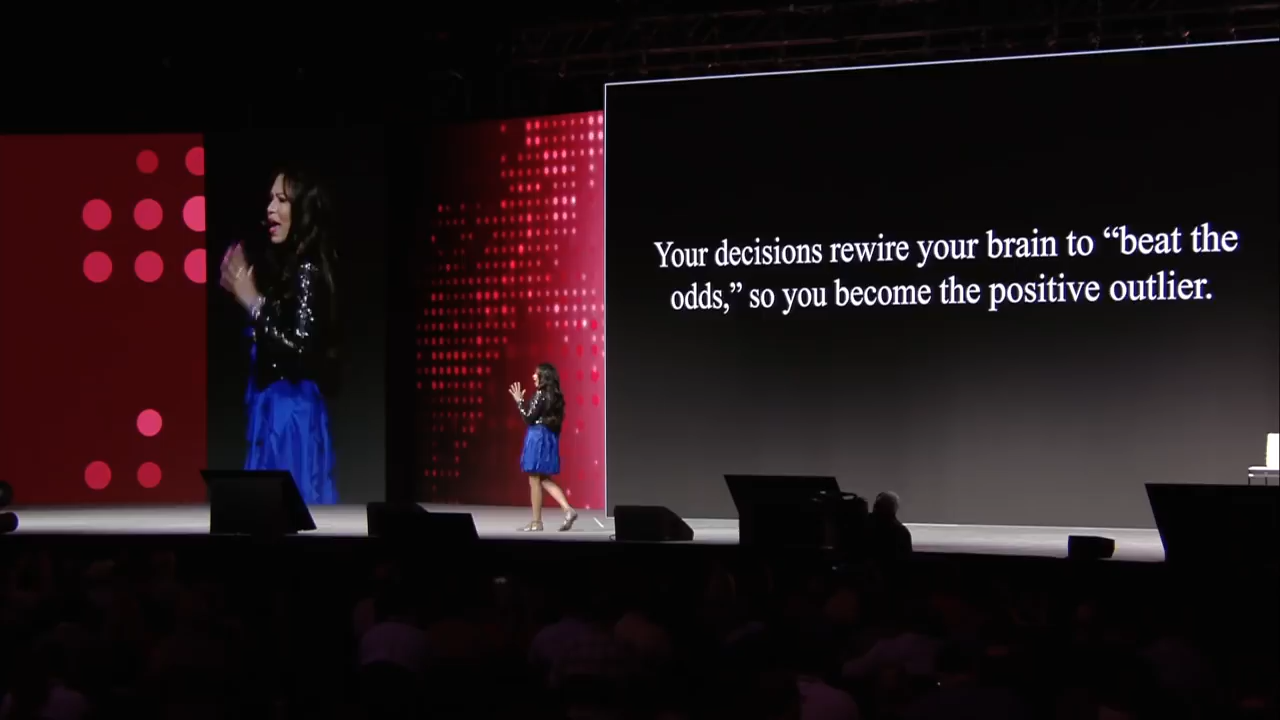 Your decisions rewire your brain to “beat the
odds,” so you become the positive outlier.